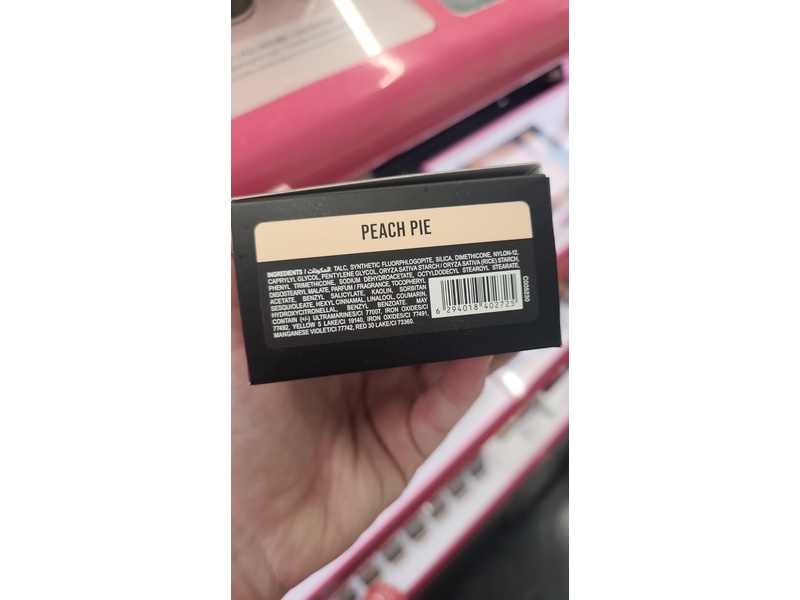 PEACH PIE
INGREDIENTS / المكونات: TALC, SYNTHETIC FLUORPHLOGOPITE, SILICA, DIMETHICONE, NYLON-12,
CAPRYLYL GLYCOL, PENTYLENE GLYCOL, ORYZA SATIVA STARCH / ORYZA SATIVA (RICE) STARCH,
PHENYL TRIMETHICONE, SODIUM DEHYDROACETATE, OCTYLDODECYL STEAROYL STEARATE,
DIISOSTEARYL MALATE, PARFUM / FRAGRANCE, TOCOPHERYL
ACETATE, BENZYL SALICYLATE, KAOLIN, SORBITAN
SESQUIOLEATE, HEXYL CINNAMAL, LINALOOL, COUMARIN,
HYDROXYCITRONELLAL, BENZYL BENZOATE. MAY
CONTAIN (+/-) ULTRAMARINES/CI 77007, IRON OXIDES/CI 77491,
77492, YELLOW 5 LAKE/CI 19140, IRON OXIDES/CI 77491,
MANGANESE VIOLET/CI 77742, RED 30 LAKE/CI 73360.
6 294018 402725